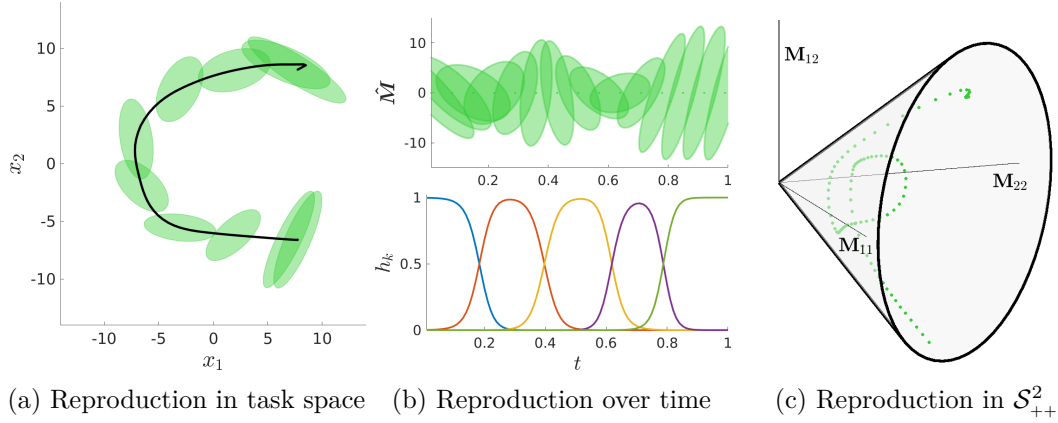 10
5
0
-5
-10
x₂
-10 -5 0 5 10
x₁
10
0
-10
M̂
0.2 0.4 0.6 0.8 1
1
0.5
0
hₖ
0.2 0.4 0.6 0.8 1
t
M₁₂
M₂₂
M₁₁
(a) Reproduction in task space
(b) Reproduction over time
(c) Reproduction in 𝒮²₊₊